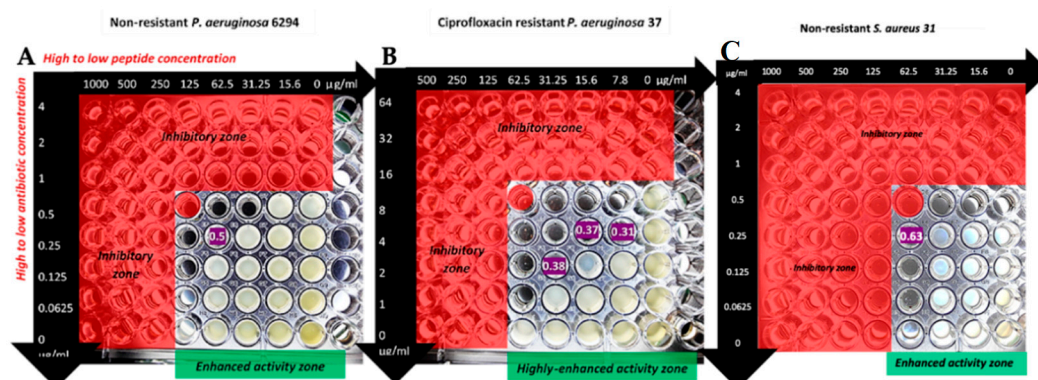 Non-resistant P. aeruginosa 6294
Ciprofloxacin resistant P. aeruginosa 37
Non-resistant S. aureus 31
A
High to low peptide concentration
B
C
1000 500 250 125 62.5 31.25 15.6 0 µg/ml
500 250 125 62.5 31.25 15.6 7.8 0 µg/ml
µg/ml 1000 500 250 125 62.5 31.25 15.6 0
High to low antibiotic concentration
4
2
1
0.5
0.25
0.125
0.0625
0
µg/ml
Inhibitory zone
0.5
Inhibitory
zone
Enhanced activity zone
64
32
16
8
4
2
1
0
µg/ml
Inhibitory zone
0.37
0.31
0.38
Inhibitory
zone
Highly-enhanced activity zone
4
2
1
0.5
0.25
0.125
0.0625
0
Inhibitory zone
0.63
Inhibitory zone
Enhanced activity zone